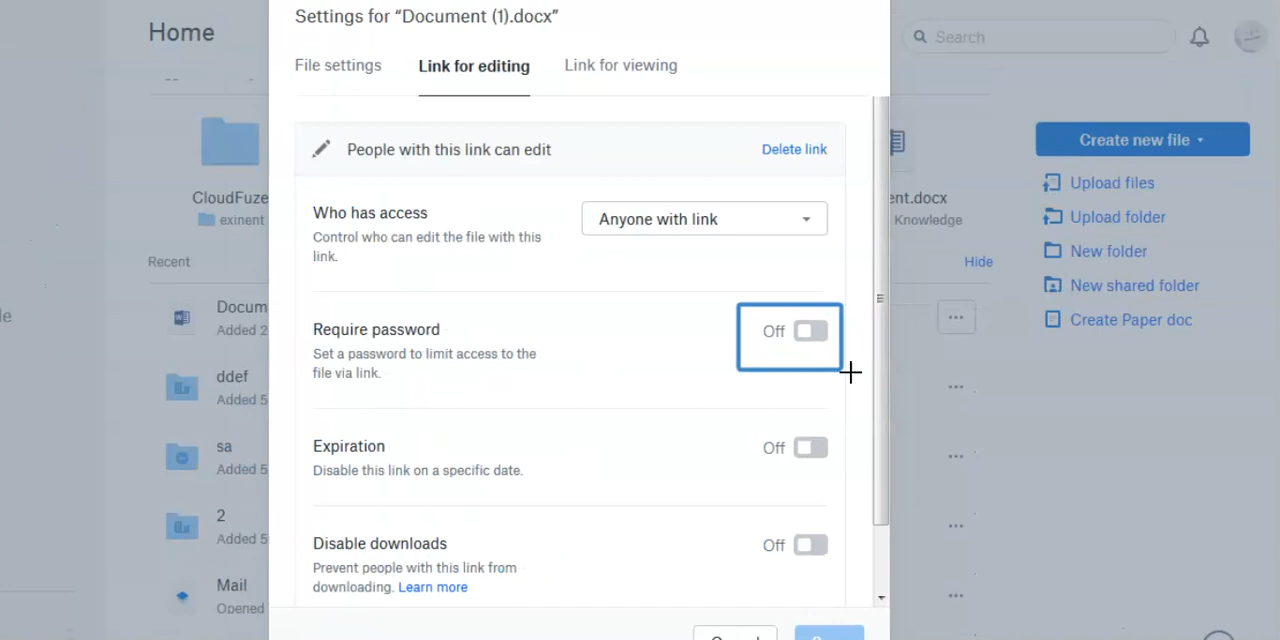 Settings for “Document (1).docx”
Home
Search
File settings
Link for editing
Link for viewing
People with this link can edit
Delete link
Create new file
Upload files
Upload folder
New folder
New shared folder
Create Paper doc
CloudFuze
exinent
ent.docx
Knowledge
Who has access
Control who can edit the file with this
link.
Anyone with link
Recent
Hide
Docum
Added 2
Require password
Set a password to limit access to the
file via link.
Off
ddef
Added 5
sa
Added 5
Expiration
Disable this link on a specific date.
Off
2
Added 5
Disable downloads
Prevent people with this link from
downloading. Learn more
Off
Mail
Opened